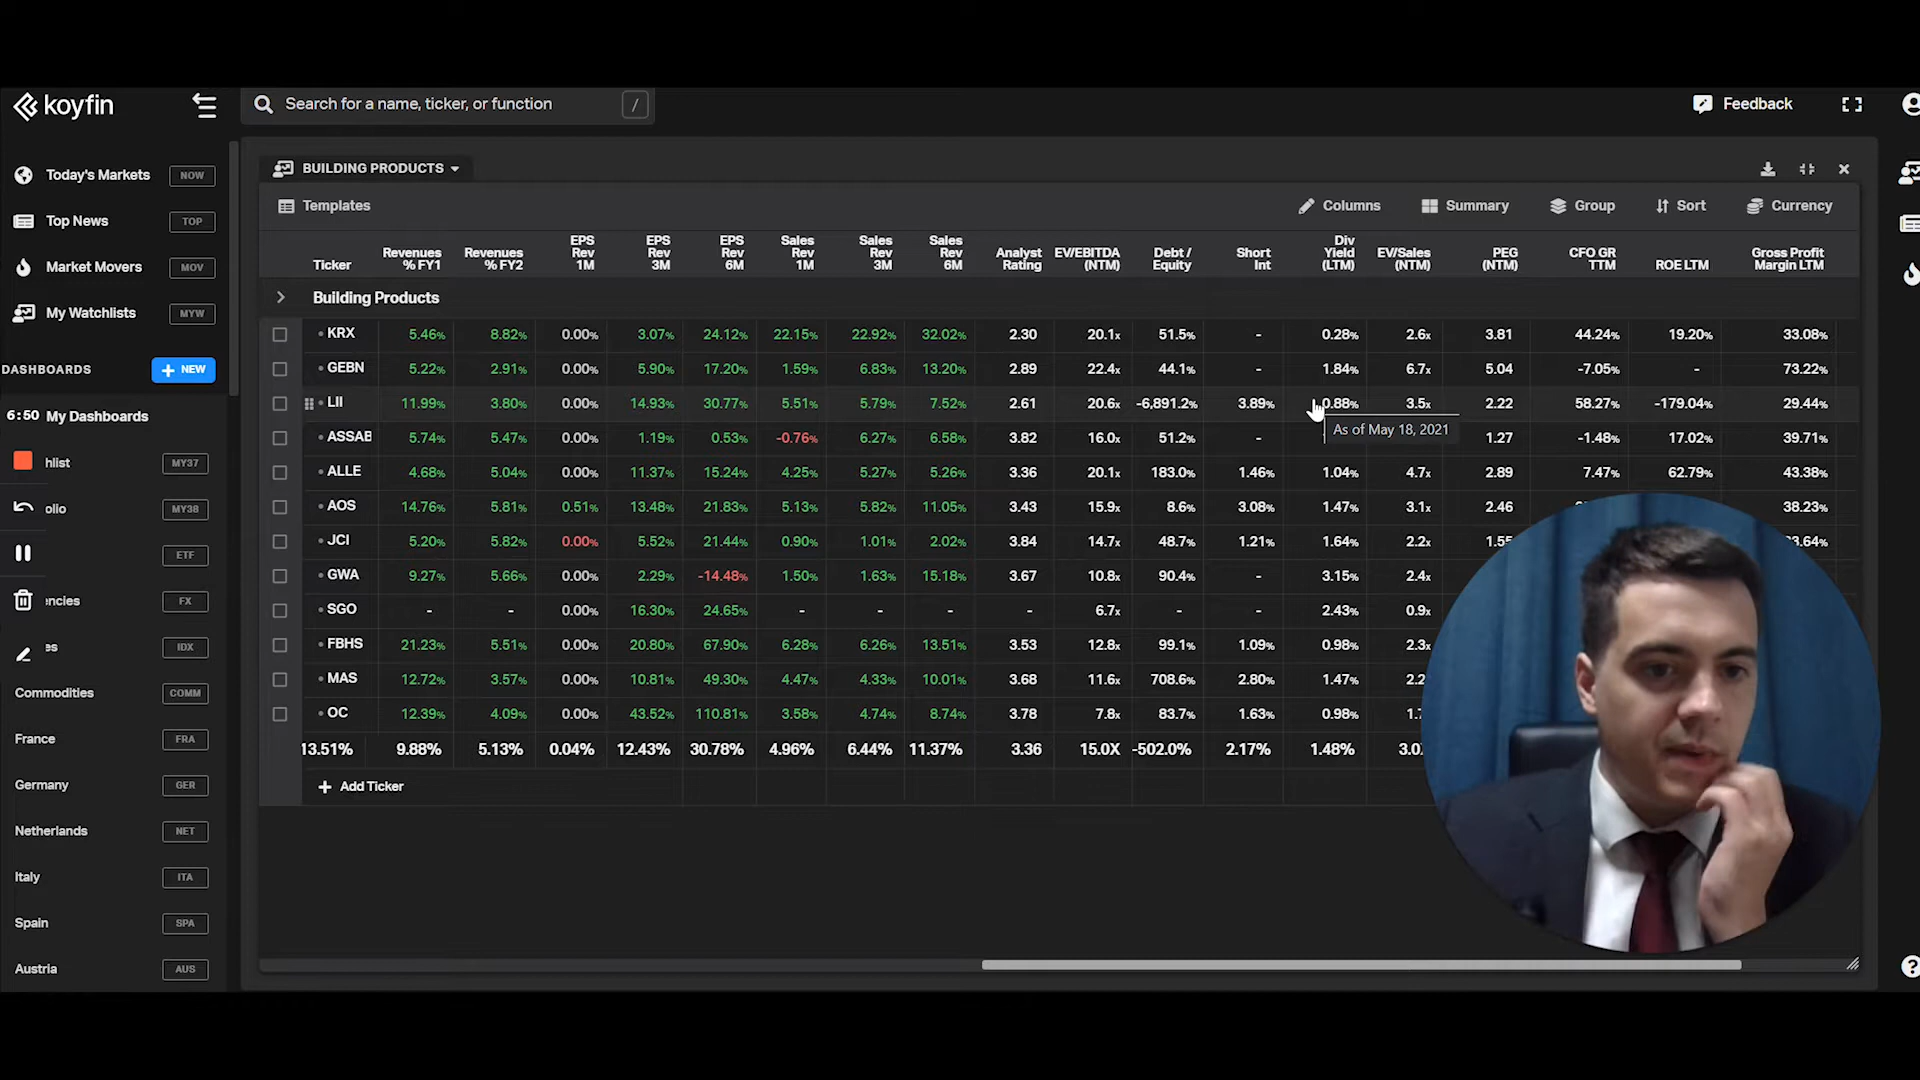 koyfin
Search for a name, ticker, or function /
Feedback
Today's Markets NOW
Top News TOP
Market Movers MOV
My Watchlists MYW
DASHBOARDS + NEW
6:50 My Dashboards
hlist MY37
olio MY38
ETF
encies FX
es IDX
Commodities COMM
France FRA
Germany GER
Netherlands NET
Italy ITA
Spain SPA
Austria AUS
BUILDING PRODUCTS
Templates Columns Summary Group Sort Currency
Ticker Revenues % FY1 Revenues % FY2 EPS Rev 1M EPS Rev 3M EPS Rev 6M Sales Rev 1M Sales Rev 3M Sales Rev 6M Analyst Rating EV/EBITDA (NTM) Debt / Equity Short Int Div Yield (LTM) EV/Sales (NTM) PEG (NTM) CFO GR TTM ROE LTM Gross Profit Margin LTM
Building Products
KRX 5.46% 8.82% 0.00% 3.07% 24.12% 22.15% 22.92% 32.02% 2.30 20.1x 51.5% - 0.28% 2.6x 3.81 44.24% 19.20% 33.08%
GEBN 5.22% 2.91% 0.00% 5.90% 17.20% 1.59% 6.83% 13.20% 2.89 22.4x 44.1% - 1.84% 6.7x 5.04 -7.05% - 73.22%
LII 11.99% 3.80% 0.00% 14.93% 30.77% 5.51% 5.79% 7.52% 2.61 20.6x -6,891.2% 3.89% 0.88% 3.5x 2.22 58.27% -179.04% 29.44%
As of May 18, 2021
ASSAB 5.74% 5.47% 0.00% 1.19% 0.53% -0.76% 6.27% 6.58% 3.82 16.0x 51.2% - 1.27 -1.48% 17.02% 39.71%
ALLE 4.68% 5.04% 0.00% 11.37% 15.24% 4.25% 5.27% 5.26% 3.36 20.1x 183.0% 1.46% 1.04% 4.7x 2.89 7.47% 62.79% 43.38%
AOS 14.76% 5.81% 0.51% 13.48% 21.83% 5.13% 5.82% 11.05% 3.43 15.9x 8.6% 3.08% 1.47% 3.1x 2.46 38.23%
JCI 5.20% 5.82% 0.00% 5.52% 21.44% 0.90% 1.01% 2.02% 3.84 14.7x 48.7% 1.21% 1.64% 2.2x 1.55 3.64%
GWA 9.27% 5.66% 0.00% 2.29% -14.48% 1.50% 1.63% 15.18% 3.67 10.8x 90.4% - 3.15% 2.4x
SGO - - 0.00% 16.30% 24.65% - - - - 6.7x - - 2.43% 0.9x
FBHS 21.23% 5.51% 0.00% 20.80% 67.90% 6.28% 6.26% 13.51% 3.53 12.8x 99.1% 1.09% 0.98% 2.3x
MAS 12.72% 3.57% 0.00% 10.81% 49.30% 4.47% 4.33% 10.01% 3.68 11.6x 708.6% 2.80% 1.47% 2.2
OC 12.39% 4.09% 0.00% 43.52% 110.81% 3.58% 4.74% 8.74% 3.78 7.8x 83.7% 1.63% 0.98% 1.7
13.51% 9.88% 5.13% 0.04% 12.43% 30.78% 4.96% 6.44% 11.37% 3.36 15.0X -502.0% 2.17% 1.48% 3.0
+ Add Ticker